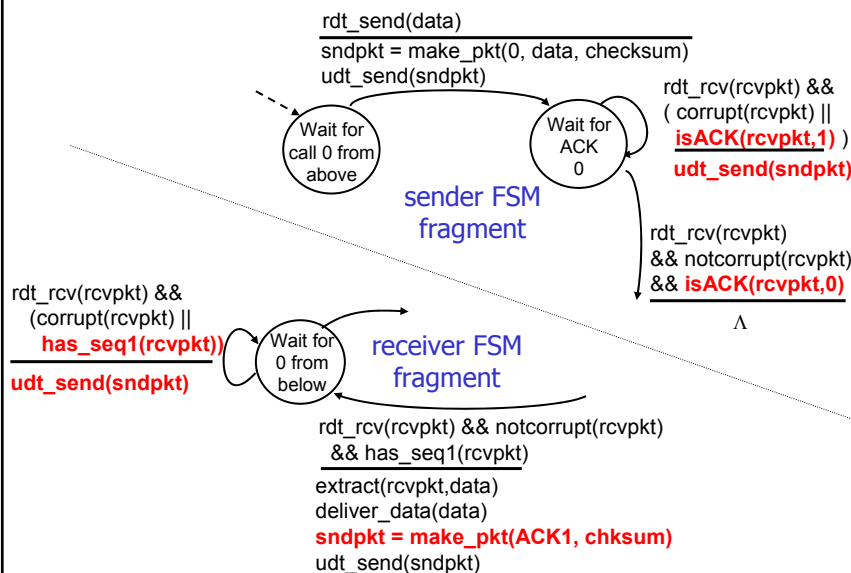 rdt_send(data)
sndpkt = make_pkt(0, data, checksum)
udt_send(sndpkt)
Wait for
call 0 from
above
Wait for
ACK
0
rdt_rcv(rcvpkt) &&
( corrupt(rcvpkt) ||
isACK(rcvpkt,1) )
udt_send(sndpkt)
sender FSM
fragment
rdt_rcv(rcvpkt)
&& notcorrupt(rcvpkt)
&& isACK(rcvpkt,0)
Λ
rdt_rcv(rcvpkt) &&
(corrupt(rcvpkt) ||
has_seq1(rcvpkt))
udt_send(sndpkt)
Wait for
0 from
below
receiver FSM
fragment
rdt_rcv(rcvpkt) && notcorrupt(rcvpkt)
&& has_seq1(rcvpkt)
extract(rcvpkt,data)
deliver_data(data)
sndpkt = make_pkt(ACK1, chksum)
udt_send(sndpkt)